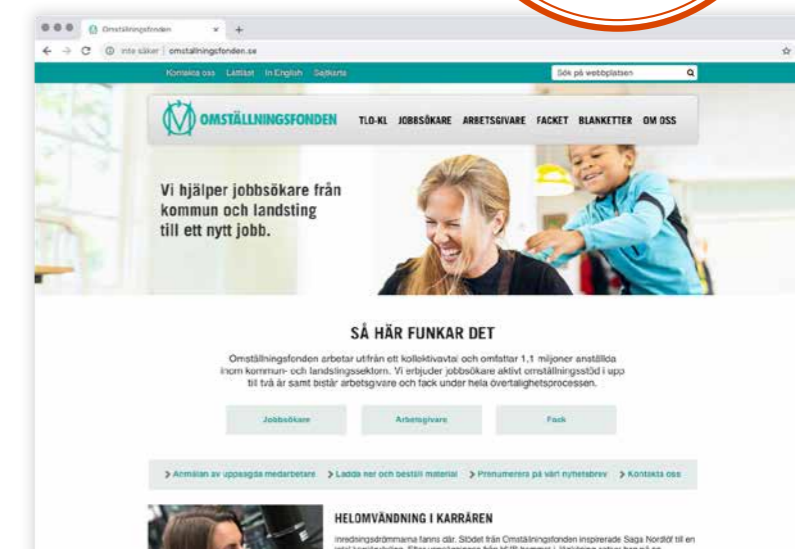 Omställningsfonden
Inte säker | omstallningsfonden.se
Kontakta oss Lättläst In English Sajtkarta Sök på webbplatsen
OMSTÄLLNINGSFONDEN TLO-KL JOBBSÖKARE ARBETSGIVARE FACKET BLANKETTER OM OSS
Vi hjälper jobbsökare från
kommun och landsting
till ett nytt jobb.
SÅ HÄR FUNKAR DET
Omställningsfonden arbetar utifrån ett kollektivavtal och omfattar 1,1 miljoner anställda
inom kommun- och landstingssektorn. Vi erbjuder jobbsökare aktivt omställningsstöd i upp
till två år samt bistår arbetsgivare och fack under hela övertalighetsprocessen.
Jobbsökare Arbetsgivare Fack
Anmälan av uppsagda medarbetare Ladda ner och beställ material Prenumerera på vårt nyhetsbrev Kontakta oss
HELOMVÄNDNING I KARRÄREN
Inredningsdrömmarna fanns där. Stödet från Omställningsfonden inspirerade Saga Nordlöf till en